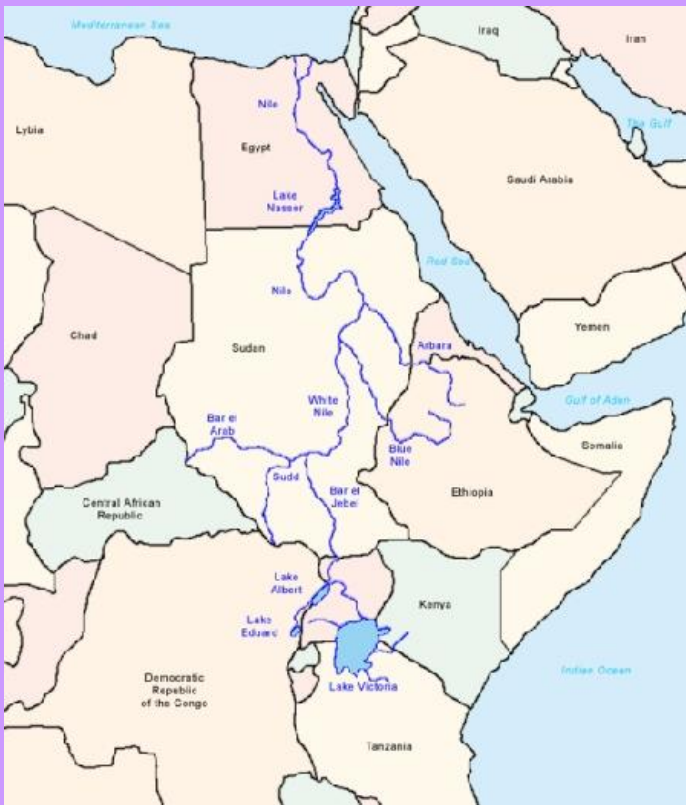 Mediterranean Sea
Iraq
Iran
Nile
Lybia
Egypt
The Gulf
Saudi Arabia
Lake
Nasser
Red Sea
Nile
Chad
Sudan
Yemen
Atbara
White
Nile
Gulf of Aden
Bar el
Arab
Blue
Nile
Somalia
Sudd
Bar el
Jebel
Ethiopia
Central African
Republic
Lake
Albert
Kenya
Lake
Eduard
Indian Ocean
Democratic
Republic
of the Congo
Lake Victoria
Tanzania